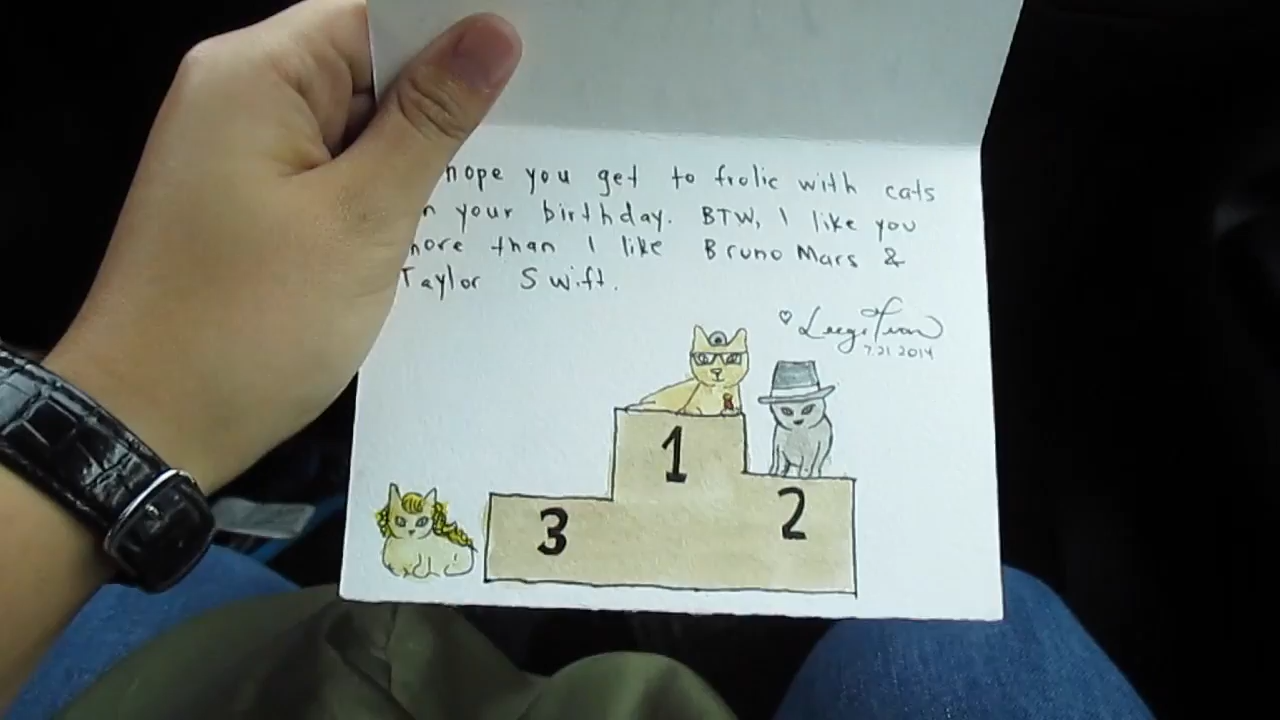 hope you get to frolic with cats
n your birthday. BTW, I like you
more than I like Bruno Mars &
Taylor Swift.
7.21.2014
1
2
3